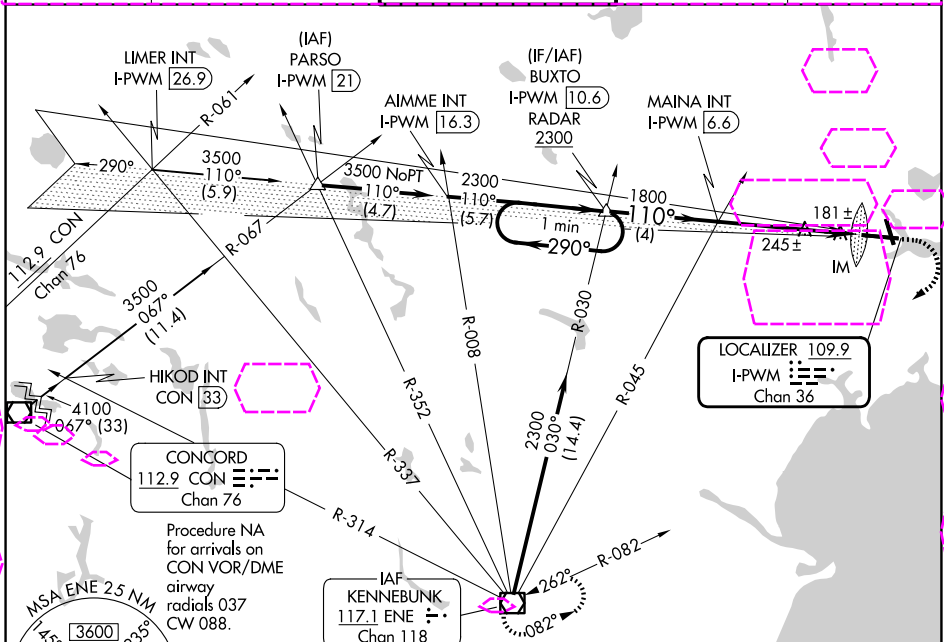 LIMER INT
I-PWM 26.9
(IAF)
PARSO
I-PWM 21
AIMME INT
I-PWM 16.3
(IF/IAF)
BUXTO
I-PWM 10.6
RADAR
2300
MAINA INT
I-PWM 6.6
R-061
290°
3500
110°
(5.9)
3500 NoPT
110°
(4.7)
2300
110°
(5.7)
1 min
290°
1800
110°
(4)
181±
245±
IM
112.9 CON
Chan 76
R-067
3500
067°
(11.4)
R-008
R-030
R-045
R-352
R-337
LOCALIZER 109.9
I-PWM
Chan 36
HIKOD INT
CON 33
4100
067° (33)
2300
030°
(14.4)
CONCORD
112.9 CON
Chan 76
R-314
Procedure NA
for arrivals on
CON VOR/DME
airway
radials 037
CW 088.
R-082
262°
082°
IAF
KENNEBUNK
117.1 ENE
Chan 118
MSA ENE 25 NM
3600